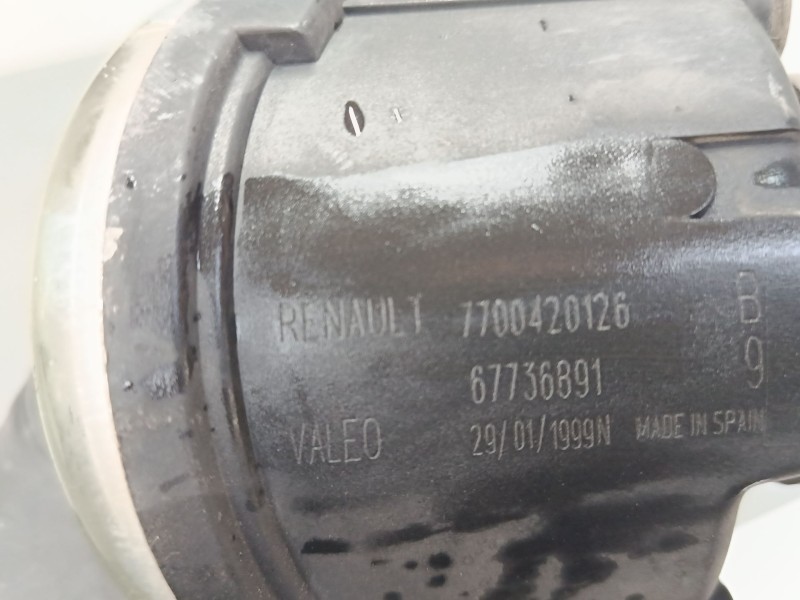 RENAULT 7700420126
67736891
VALEO 29/01/1999N MADE IN SPAIN
B
9